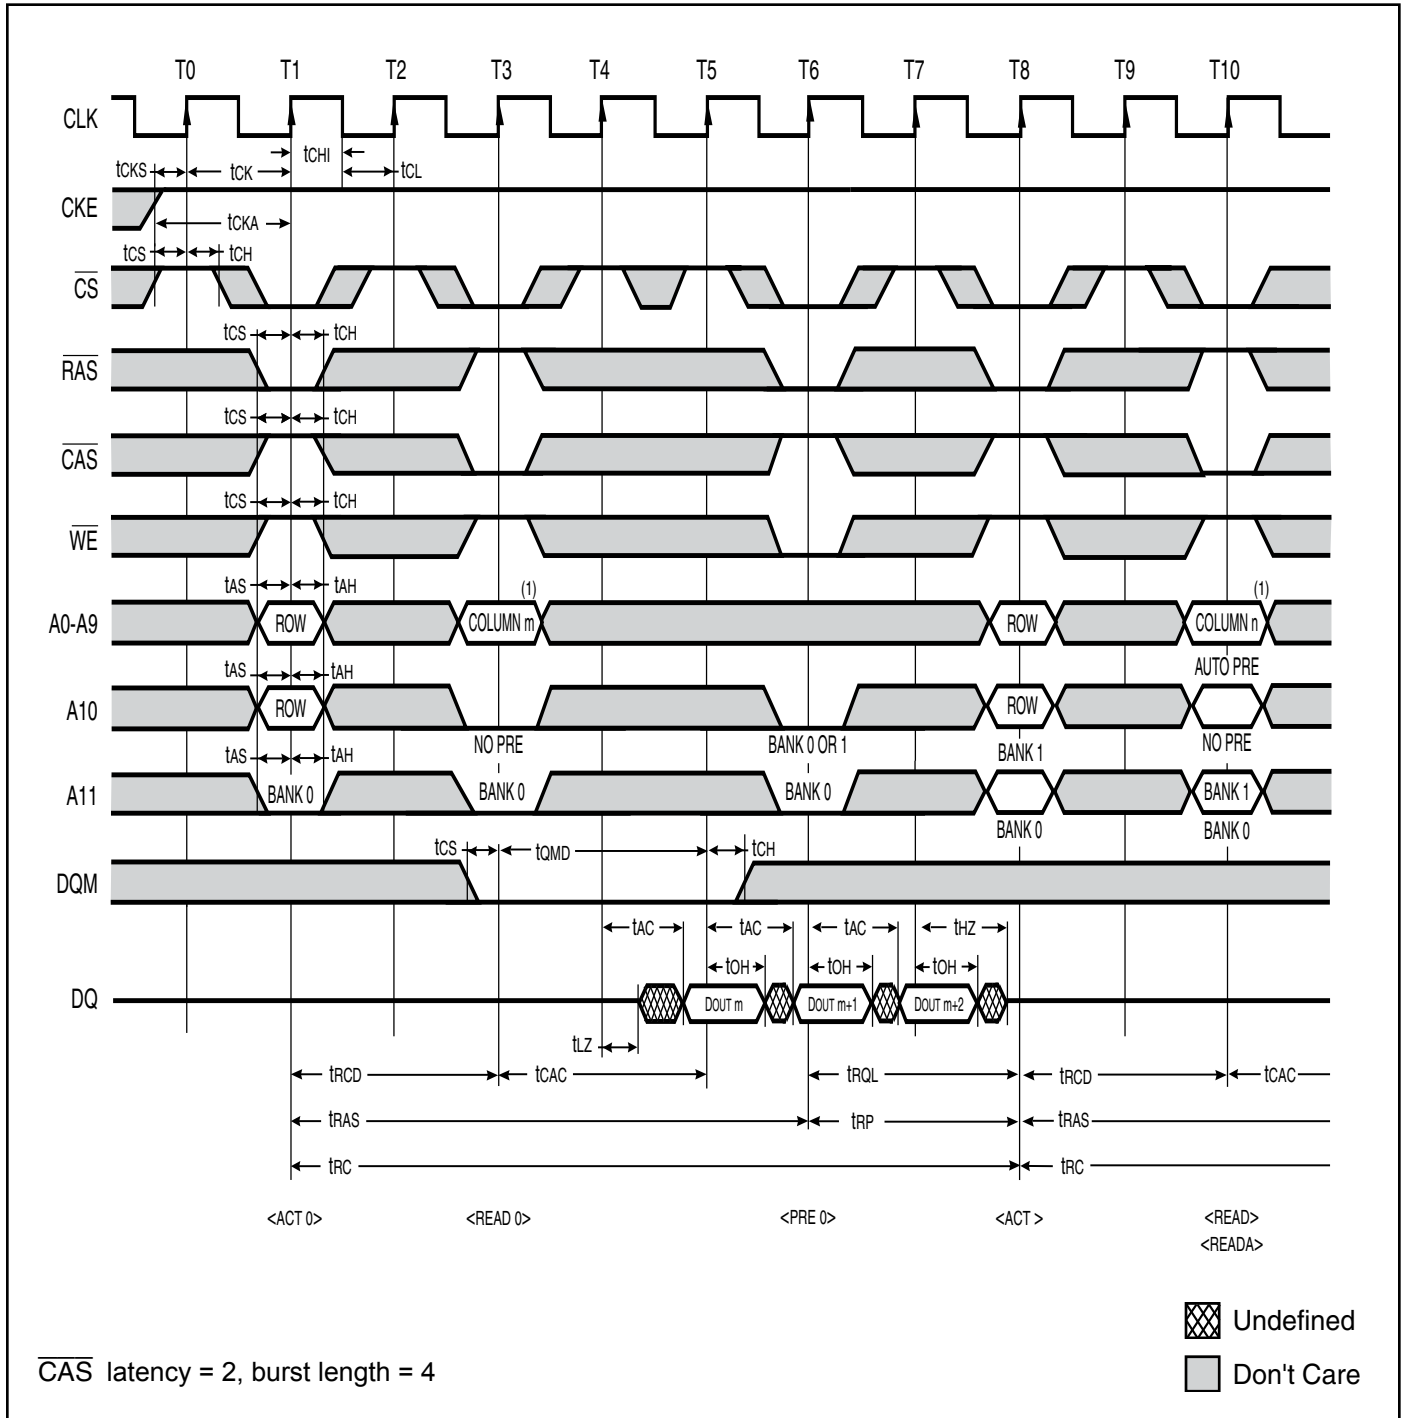 T0 T1 T2 T3 T4 T5 T6 T7 T8 T9 T10
CLK
tCHI
tCKS tCK tCL
CKE
tCKA
tCS tCH
CS
tCS tCH
RAS
tCS tCH
CAS
tCS tCH
WE
tAS tAH (1) (1)
A0-A9 ROW COLUMN m ROW COLUMN n
tAS tAH AUTO PRE
A10 ROW ROW
NO PRE BANK 0 OR 1 BANK 1 NO PRE
tAS tAH
A11 BANK 0 BANK 0 BANK 0 BANK 1
BANK 0 BANK 0
tCS tQMD tCH
DQM
tAC tAC tAC tHZ
tOH tOH tOH
DQ DOUT m DOUT m+1 DOUT m+2
tLZ
tRCD tCAC tRQL tRCD tCAC
tRAS tRP tRAS
tRC tRC
<ACT 0> <READ 0> <PRE 0> <ACT > <READ>
<READA>
Undefined
CAS latency = 2, burst length = 4 Don't Care